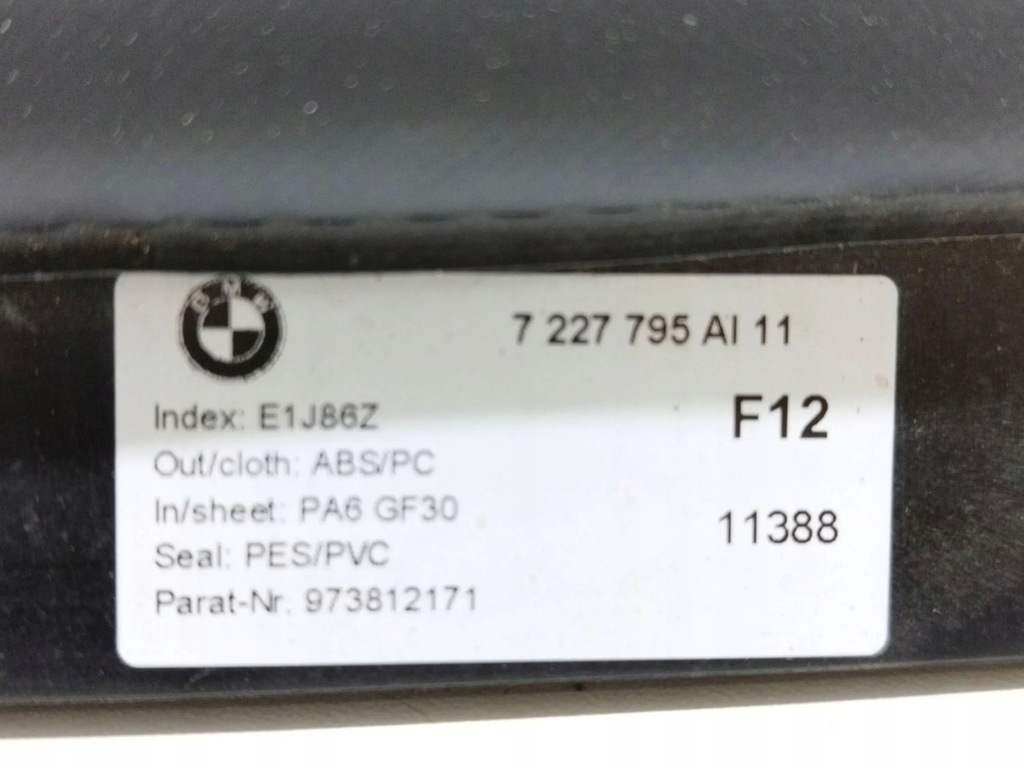 BMW
7 227 795 AI 11
Index: E1J86Z
F12
Out/cloth: ABS/PC
In/sheet: PA6 GF30
11388
Seal: PES/PVC
Parat-Nr. 973812171